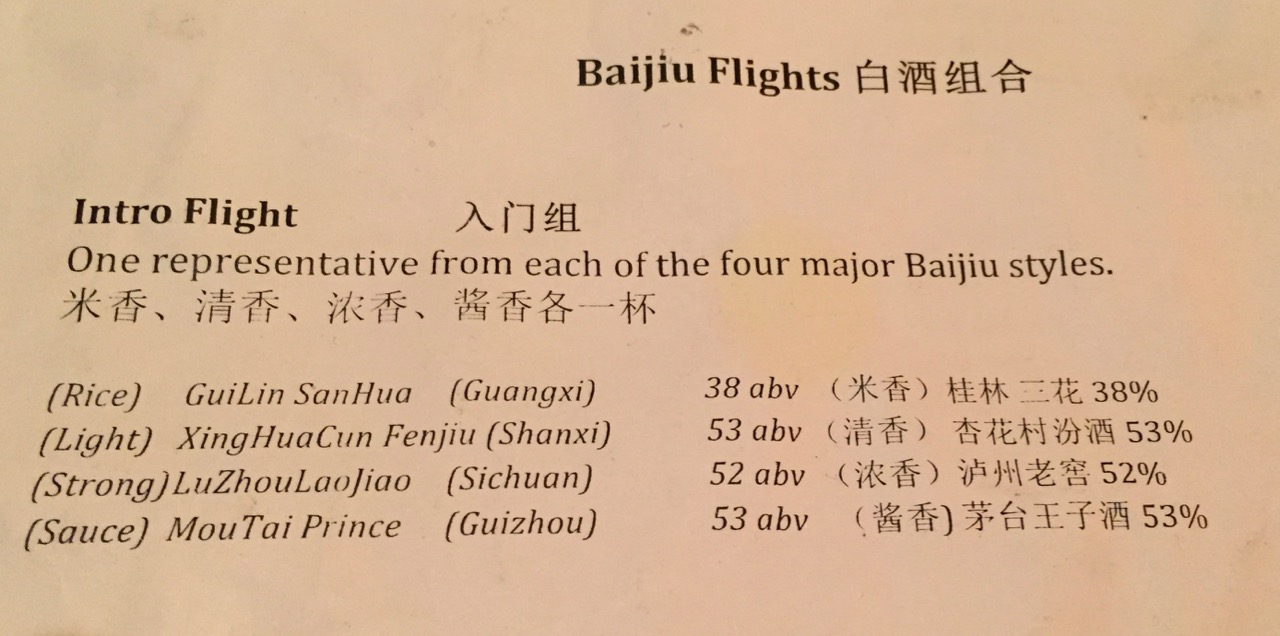 Baijiu Flights 白酒组合
Intro Flight 入门组
One representative from each of the four major Baijiu styles.
米香、清香、浓香、酱香各一杯
(Rice) GuiLin SanHua (Guangxi) 38 abv （米香）桂林 三花 38%
(Light) XingHuaCun Fenjiu (Shanxi) 53 abv （清香） 杏花村汾酒 53%
(Strong) LuZhouLaoJiao (Sichuan) 52 abv （浓香）泸州老窖 52%
(Sauce) MouTai Prince (Guizhou) 53 abv （酱香) 茅台王子酒 53%